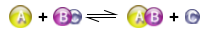 A + BC ⇌ AB + C